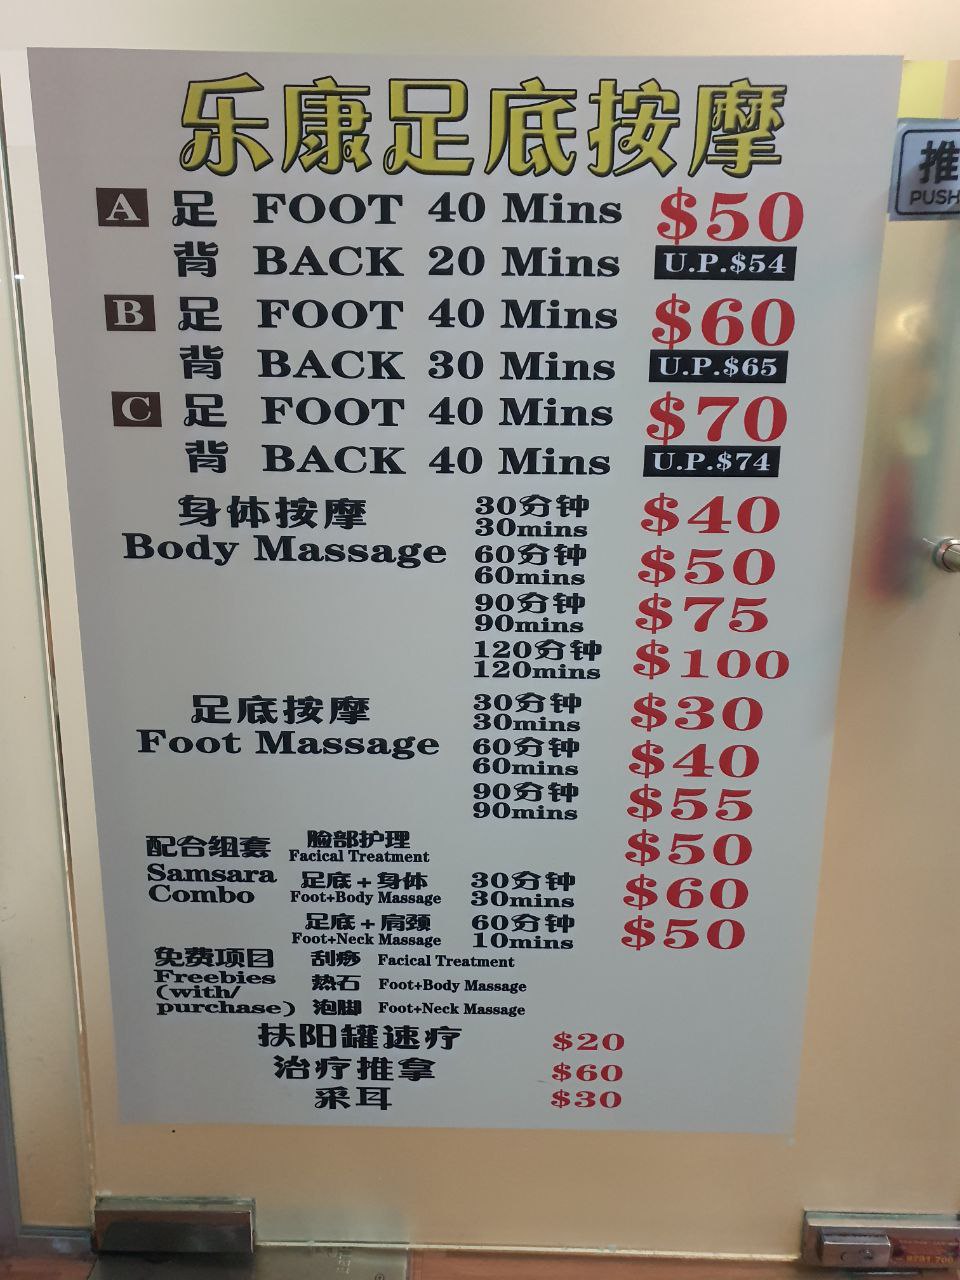 乐康足底按摩
推
PUSH
A 足 FOOT 40 Mins $50
背 BACK 20 Mins U.P.$54
B 足 FOOT 40 Mins $60
背 BACK 30 Mins U.P.$65
C 足 FOOT 40 Mins $70
背 BACK 40 Mins U.P.$74
身体按摩 30分钟 $40
Body Massage 30mins
60分钟 $50
60mins
90分钟 $75
90mins
120分钟 $100
120mins
足底按摩 30分钟 $30
Foot Massage 30mins
60分钟 $40
60mins
90分钟 $55
90mins
配合组套 脸部护理 $50
Facical Treatment
Samsara 足底+身体 30分钟 $60
Combo Foot+Body Massage 30mins
足底+肩颈 60分钟 $50
Foot+Neck Massage 10mins
免费项目 刮痧 Facical Treatment
Freebies 热石 Foot+Body Massage
(with/
purchase) 泡脚 Foot+Neck Massage
扶阳罐速疗 $20
治疗推拿 $60
采耳 $30